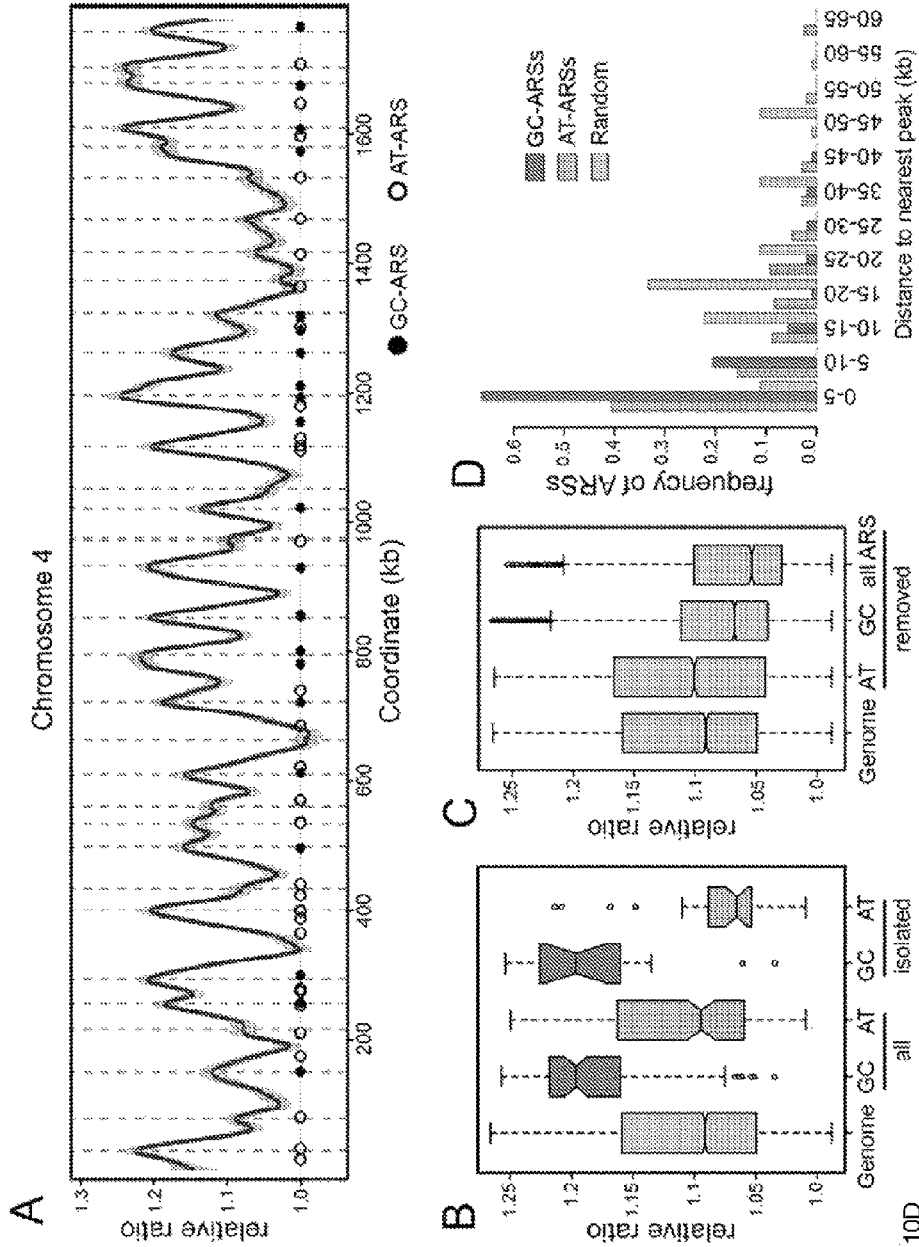 A
Chromosome 4
relative ratio
1.3
1.2
1.1
1.0
200
400
600
800
1000
1200
1400
1600
Coordinate (kb)
GC-ARS
AT-ARS
B
relative ratio
1.25
1.2
1.15
1.1
1.05
1.0
Genome
GC
AT
GC
AT
all
isolated
C
relative ratio
1.25
1.2
1.15
1.1
1.05
1.0
Genome
AT
GC
all ARS
removed
D
frequency of ARSs
0.6
0.5
0.4
0.3
0.2
0.1
0.0
0-5
5-10
10-15
15-20
20-25
25-30
35-40
40-45
45-50
50-55
55-60
60-65
Distance to nearest peak (kb)
GC-ARSs
AT-ARSs
Random
10D